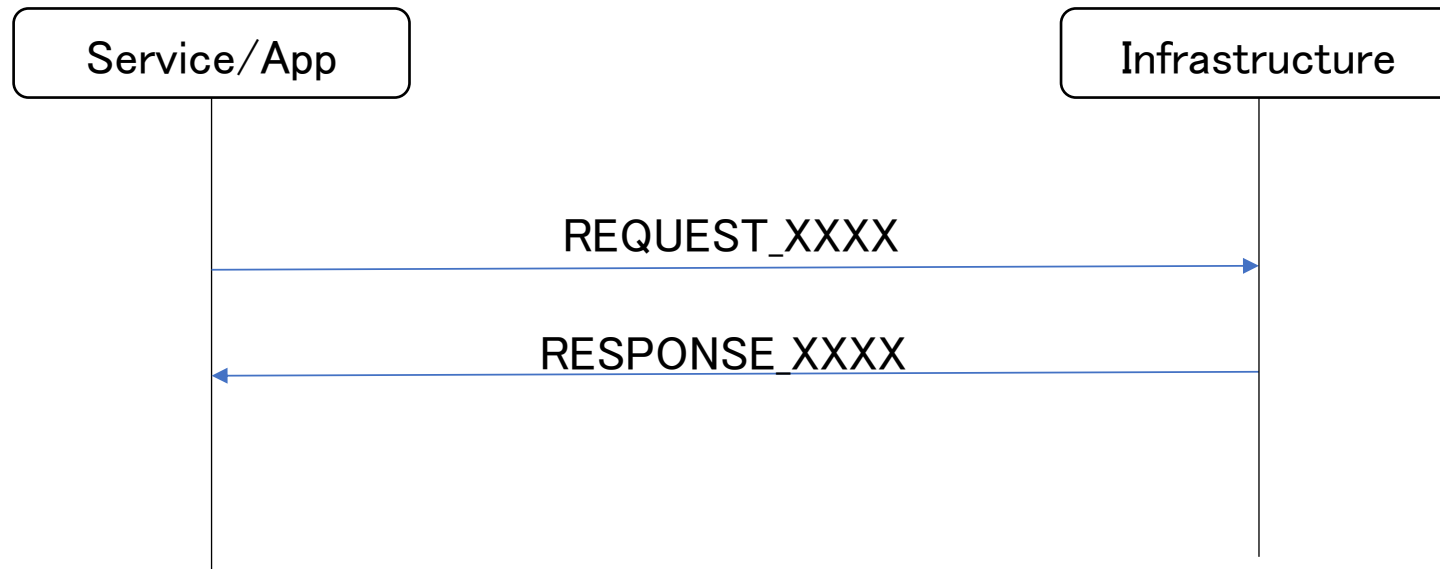 Service/App
Infrastructure
REQUEST_XXXX
RESPONSE_XXXX